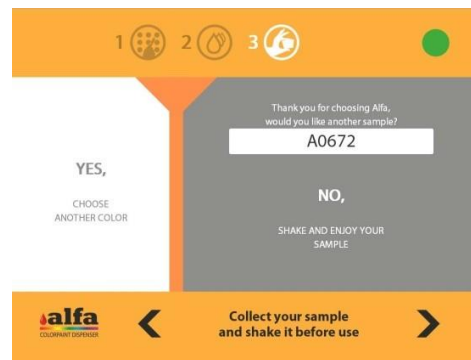 1 2 3
Thank you for choosing Alfa,
would you like another sample?
A0672
YES,
CHOOSE
ANOTHER COLOR
NO,
SHAKE AND ENJOY YOUR
SAMPLE
alfa
COLORPAINT DISPENSER
Collect your sample
and shake it before use